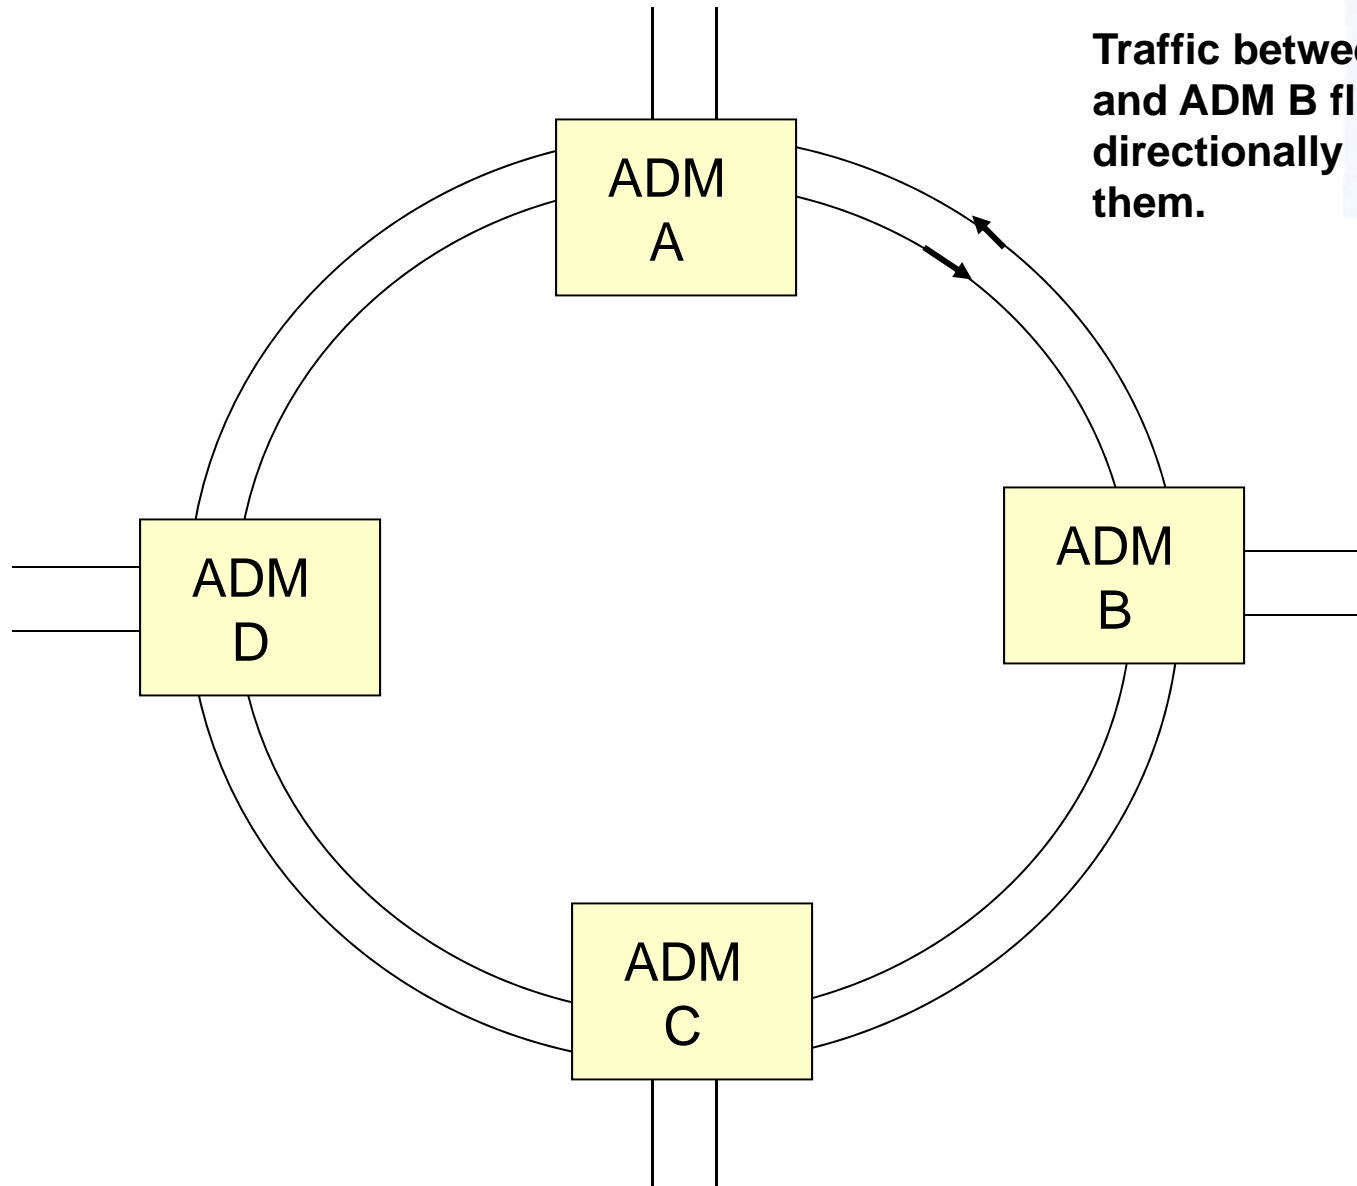 Traffic betwe
and ADM B fl
directionally
them.
ADM
A
ADM
B
ADM
D
ADM
C